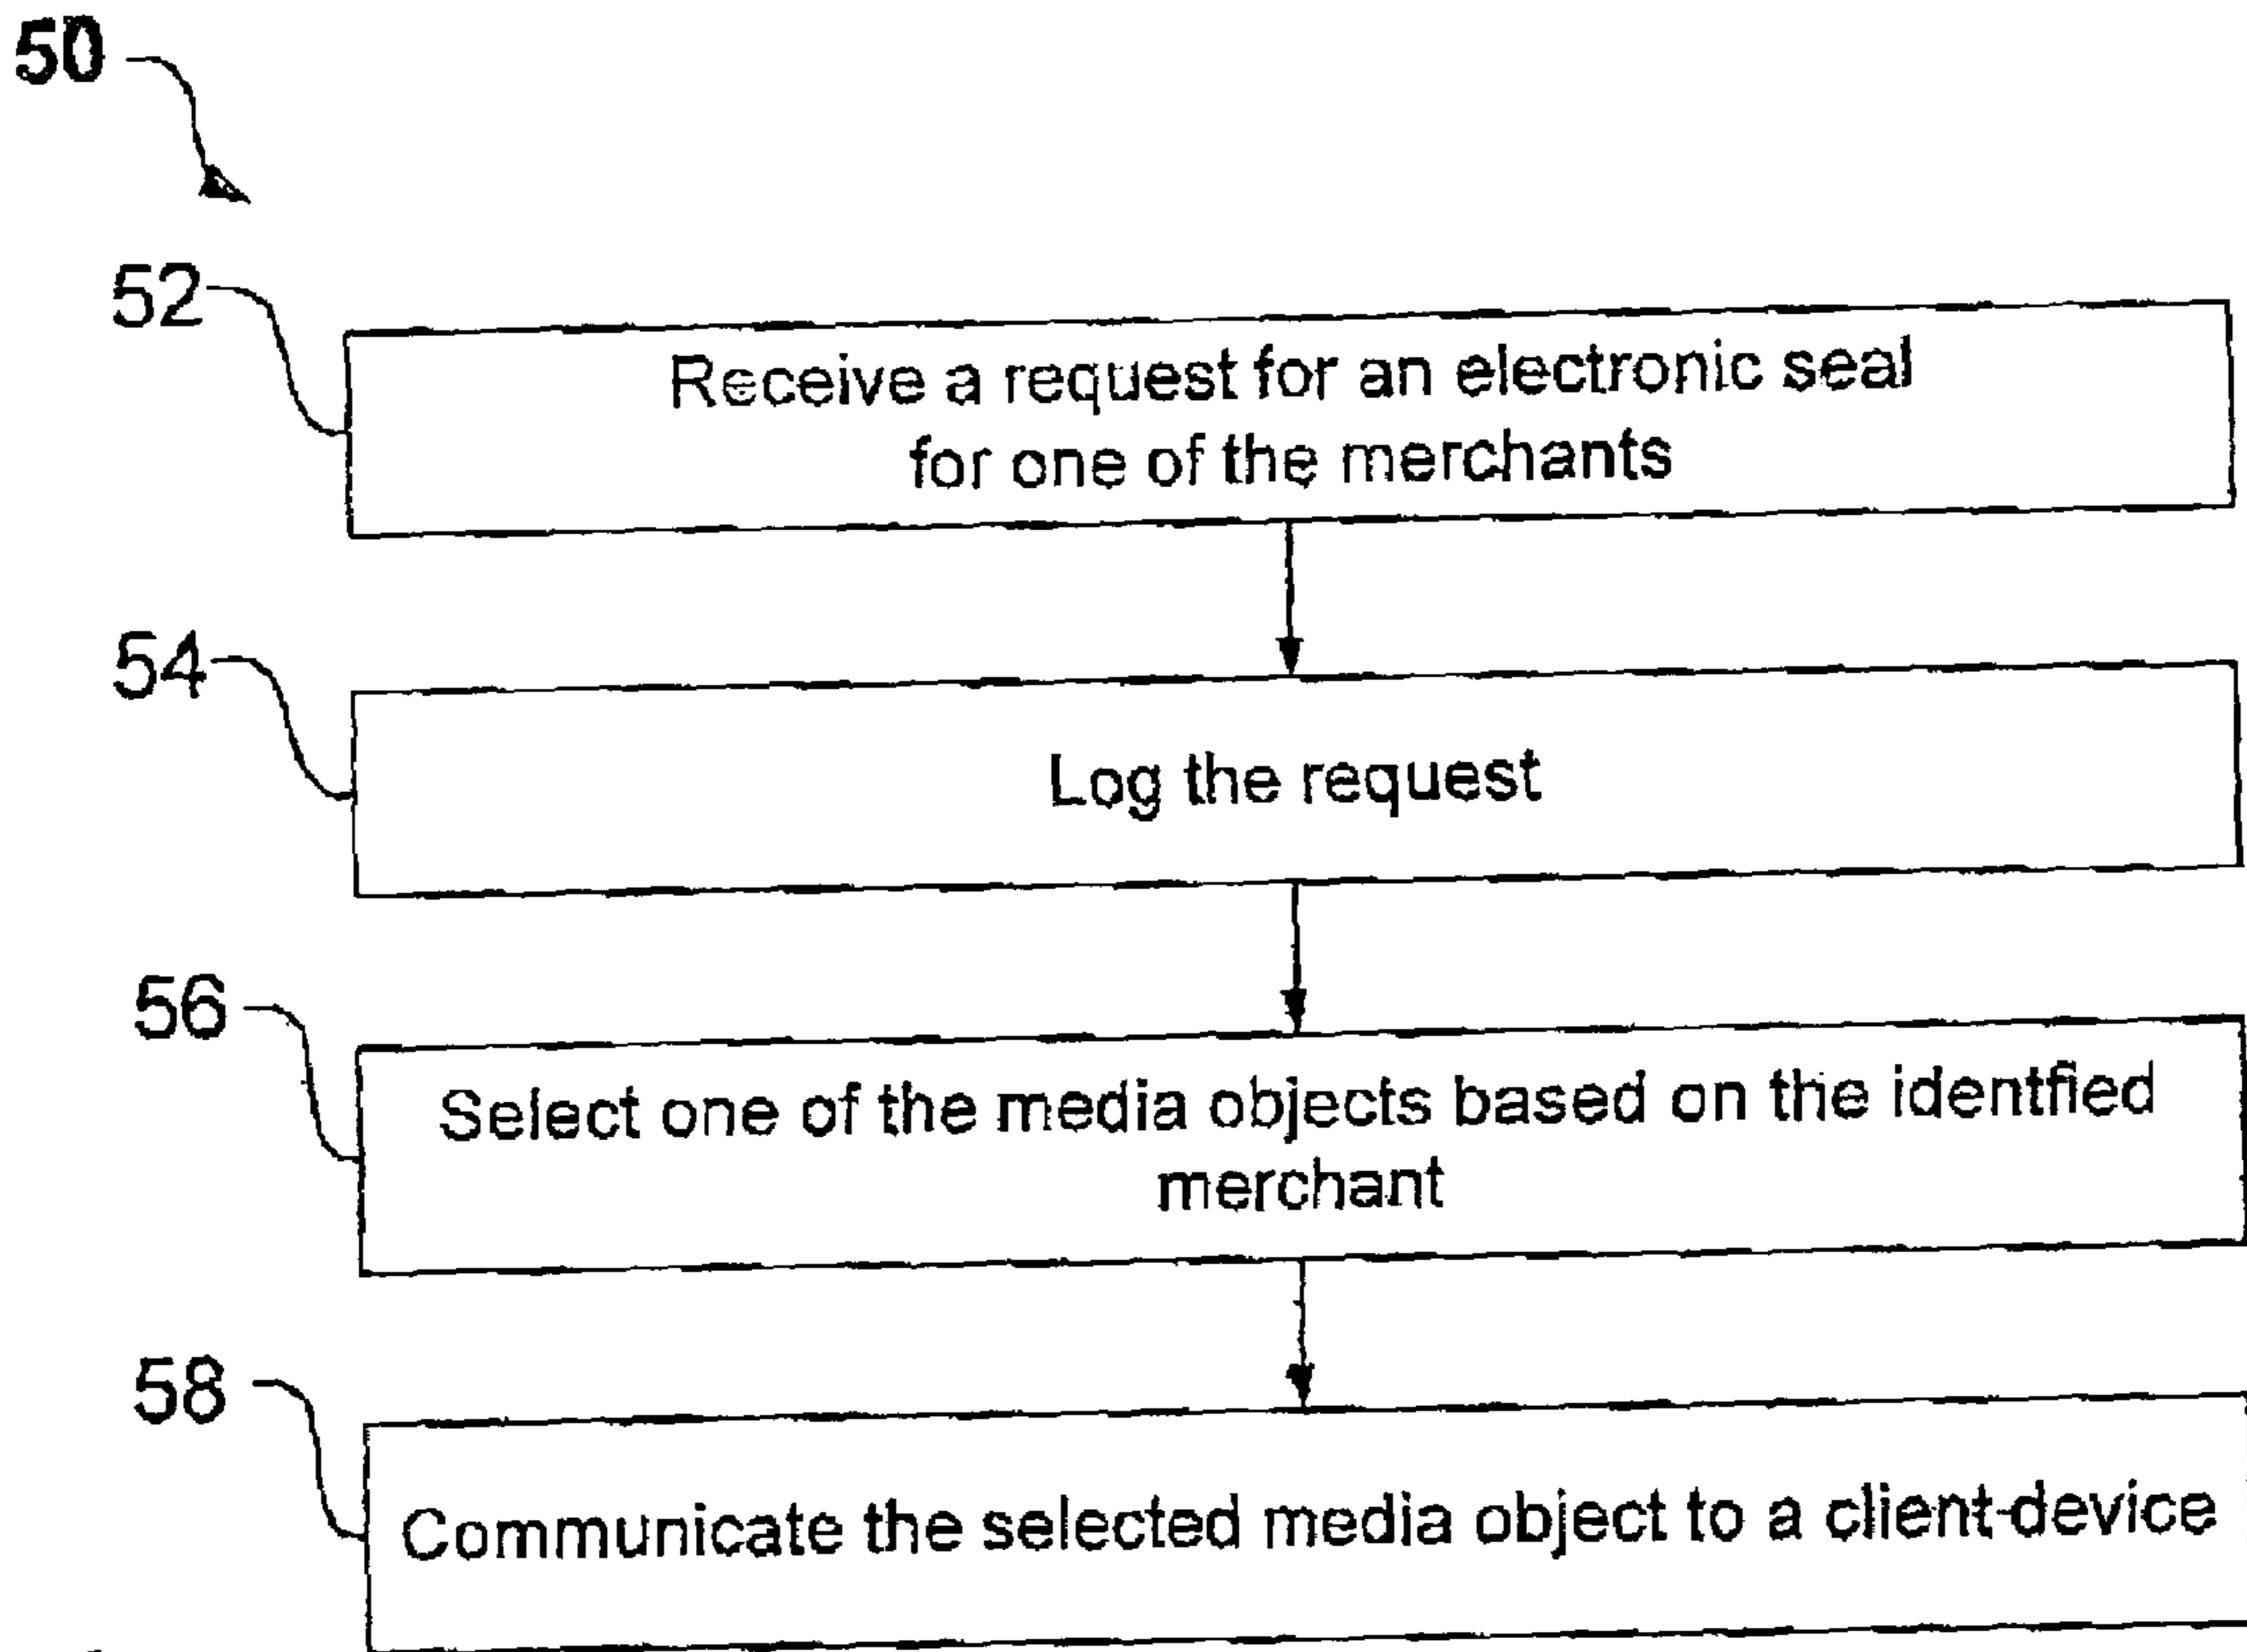 50
52
Receive a request for an electronic seal
for one of the merchants
54
Log the request
56
Select one of the media objects based on the identfied
merchant
58
Communicate the selected media object to a client-device